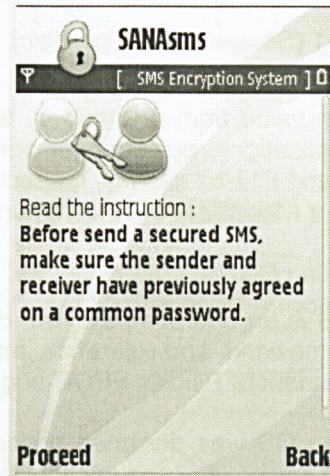 SANAsms
[ SMS Encryption System ]
Read the instruction :
Before send a secured SMS,
make sure the sender and
receiver have previously agreed
on a common password.
Proceed Back